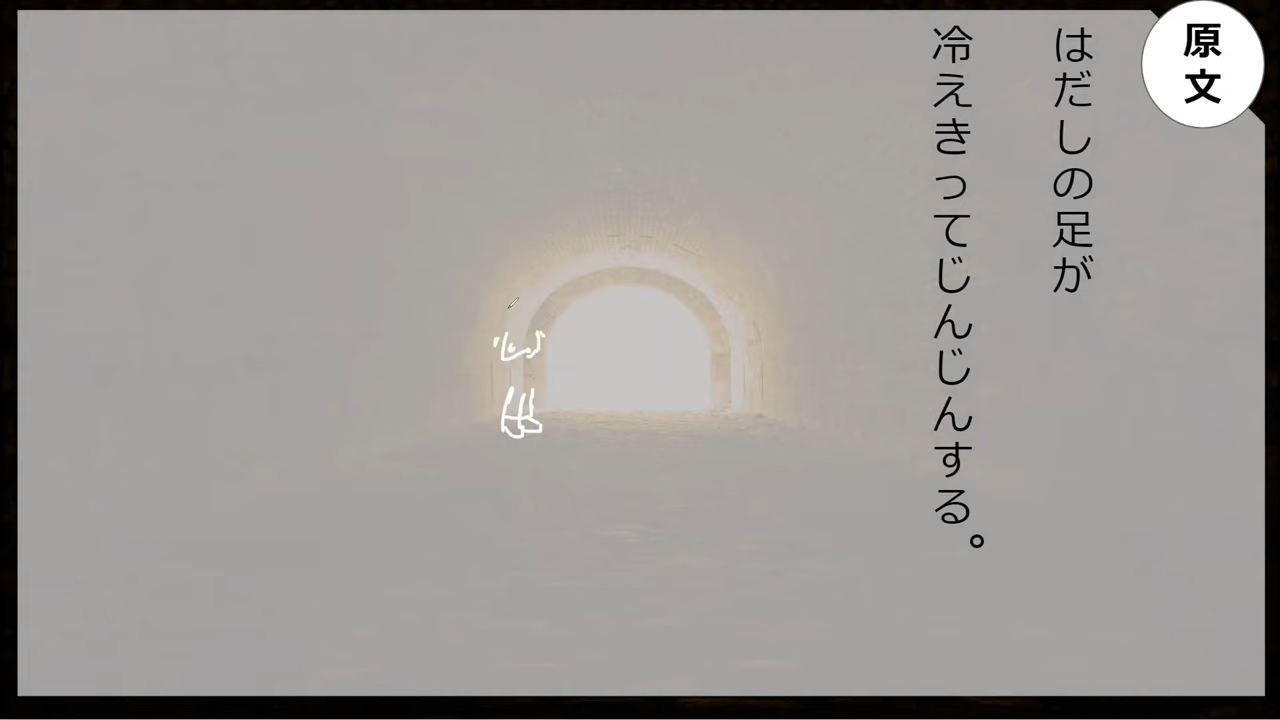 原文
はだしの足が
冷えきってじんじんする。